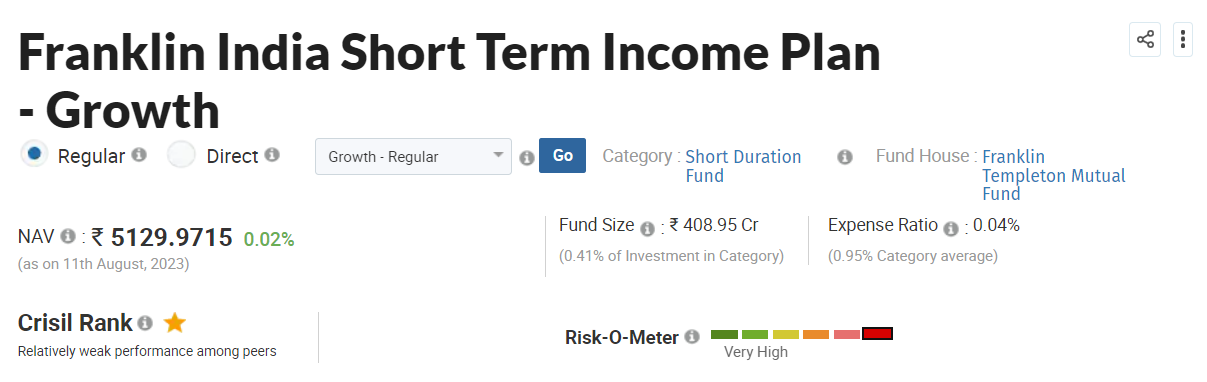 Franklin India Short Term Income Plan
- Growth
Regular Direct Growth - Regular Go Category : Short Duration Fund Fund House : Franklin Templeton Mutual Fund
NAV : ₹ 5129.9715 0.02%
(as on 11th August, 2023)
Fund Size : ₹ 408.95 Cr
(0.41% of Investment in Category)
Expense Ratio : 0.04%
(0.95% Category average)
Crisil Rank
Relatively weak performance among peers
Risk-O-Meter
Very High